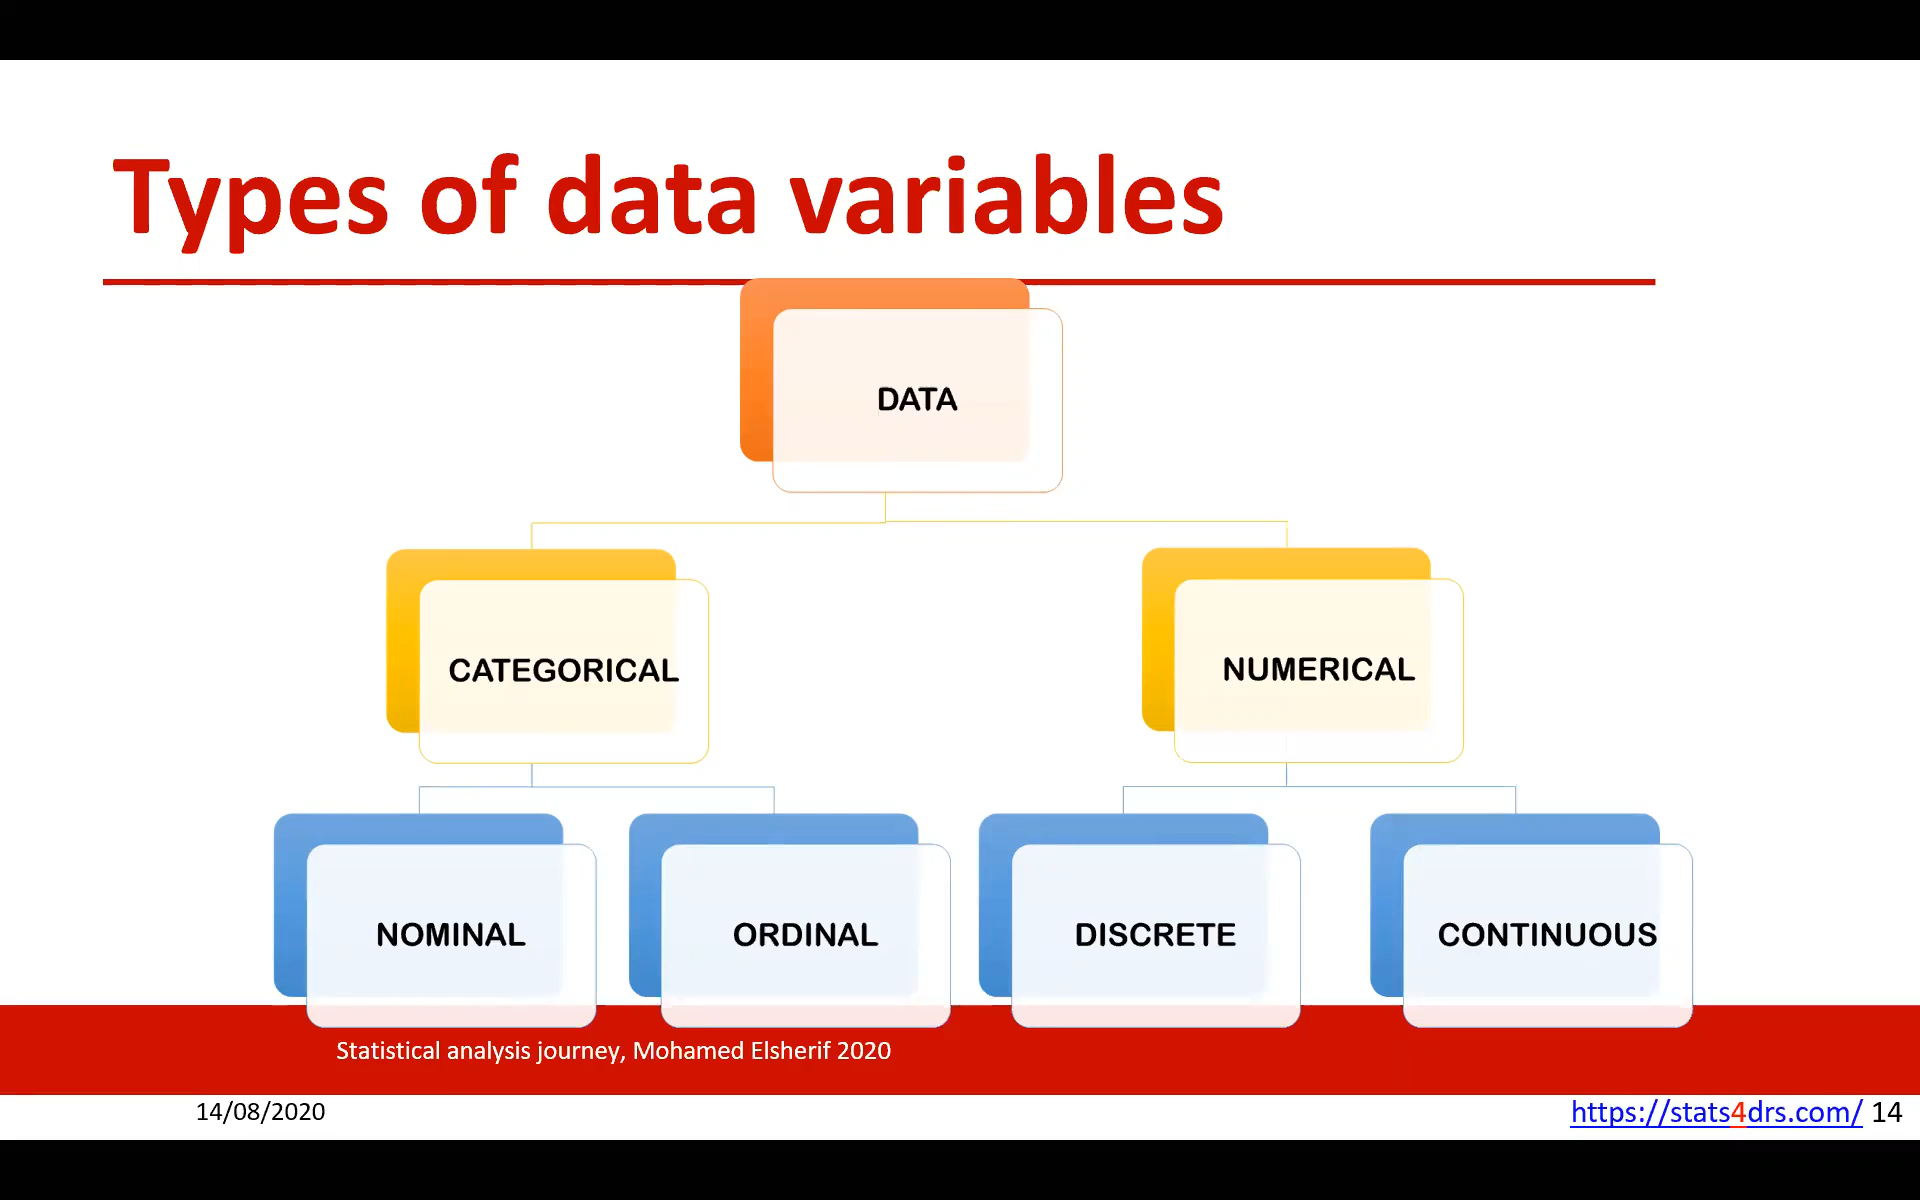 Types of data variables
DATA
CATEGORICAL
NUMERICAL
NOMINAL
ORDINAL
DISCRETE
CONTINUOUS
Statistical analysis journey, Mohamed Elsherif 2020
14/08/2020
https://stats4drs.com/ 14